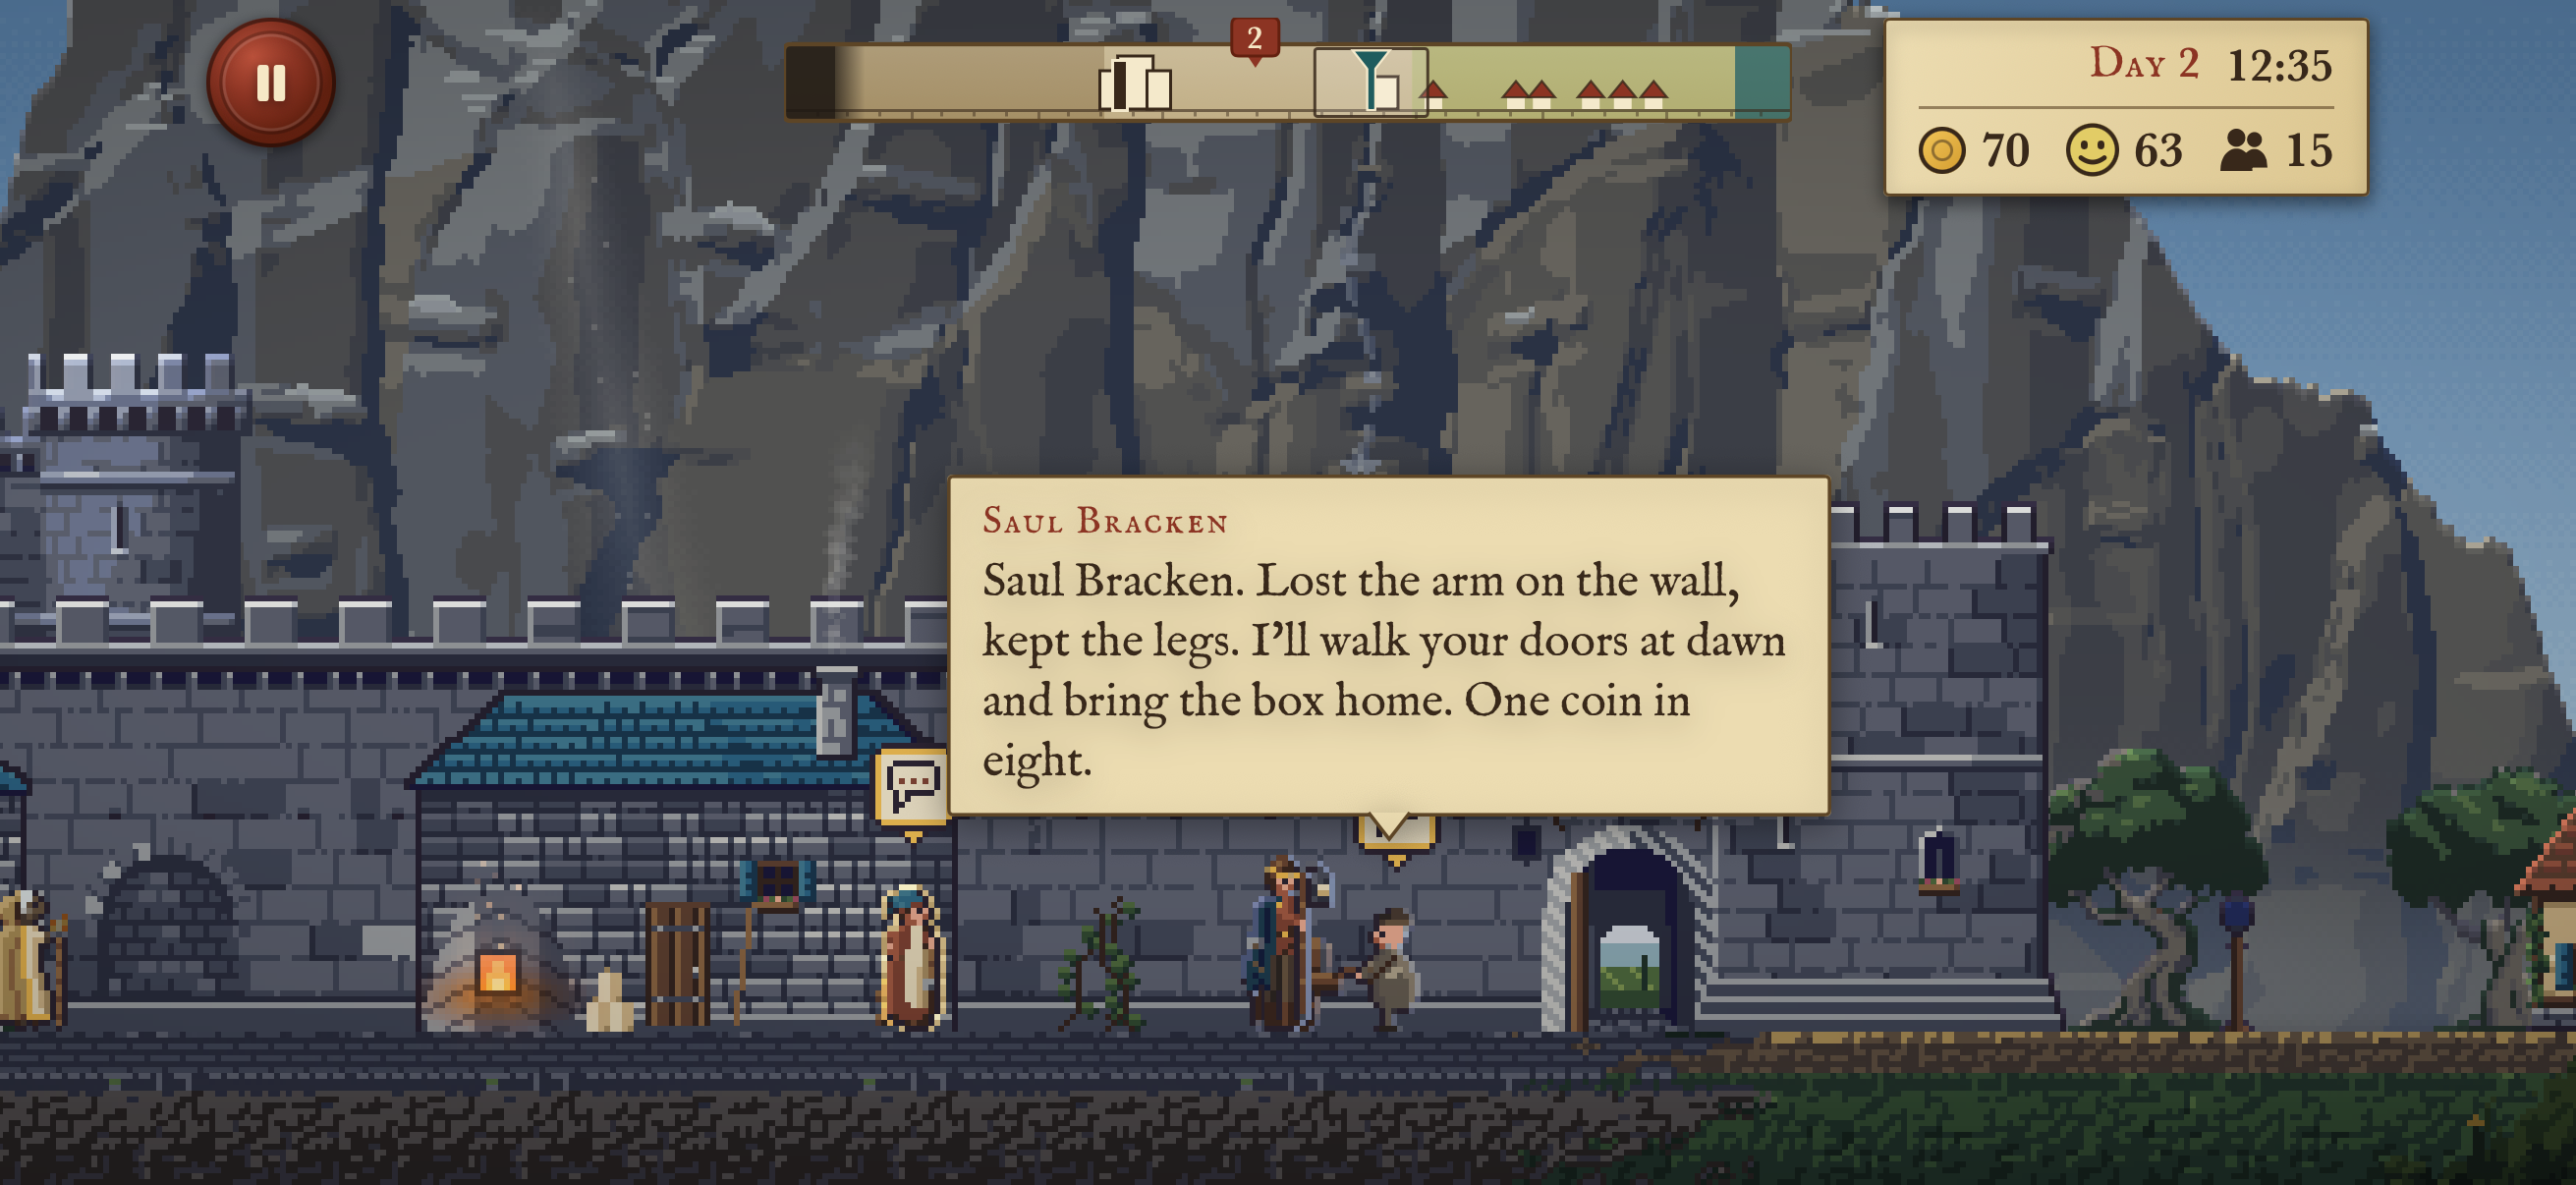 2
Day 2 12:35
70 63 15
Saul Bracken
Saul Bracken. Lost the arm on the wall,
kept the legs. I’ll walk your doors at dawn
and bring the box home. One coin in
eight.